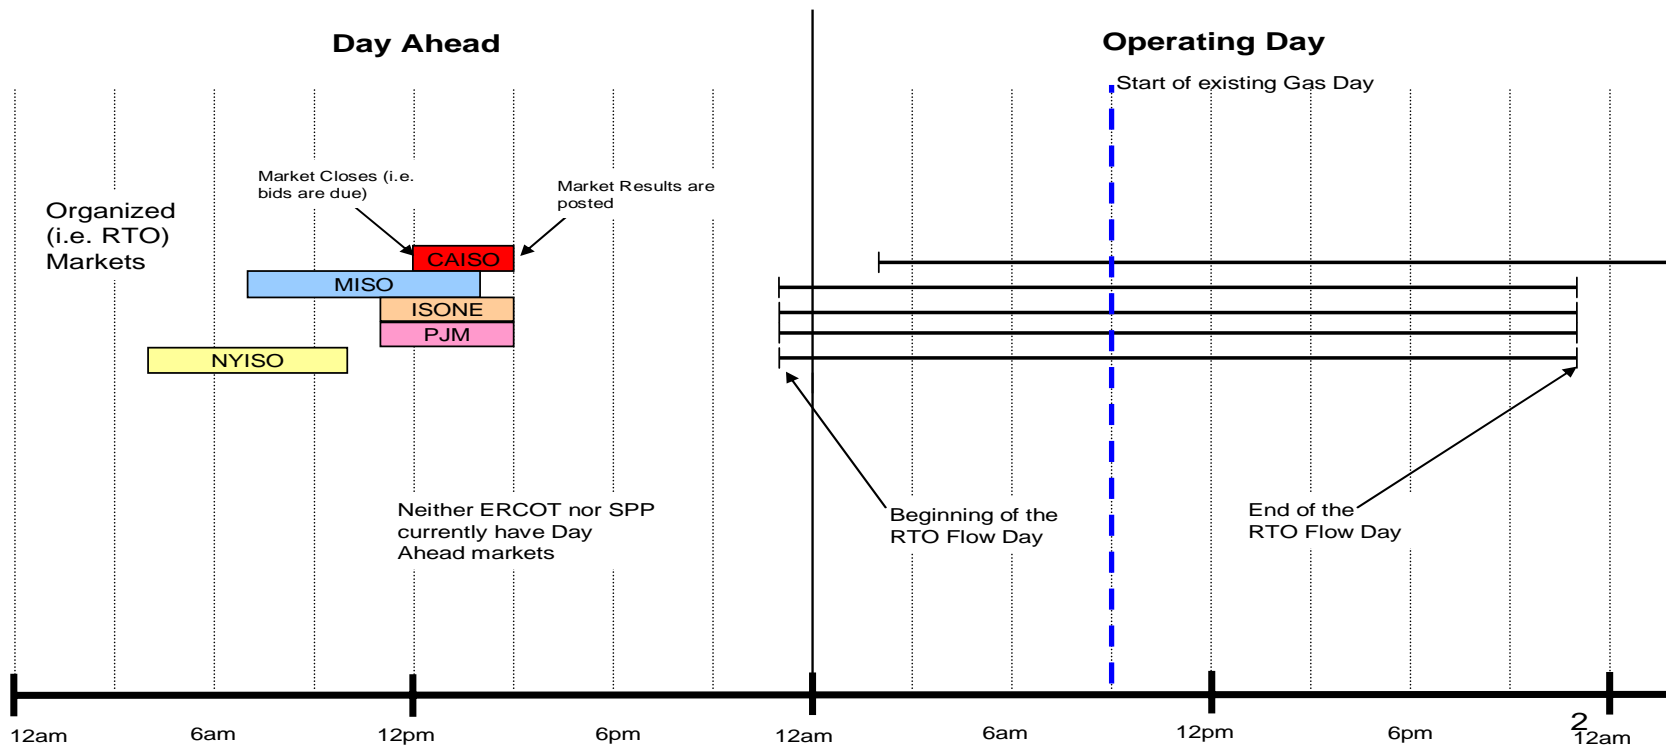 Day Ahead
Operating Day
Start of existing Gas Day
Market Closes (i.e.
bids are due)
Market Results are
posted
Organized
(i.e. RTO)
Markets
CAISO
MISO
ISONE
PJM
NYISO
Neither ERCOT nor SPP
currently have Day
Ahead markets
Beginning of the
RTO Flow Day
End of the
RTO Flow Day
12am
6am
12pm
6pm
12am
6am
12pm
6pm
2
12am